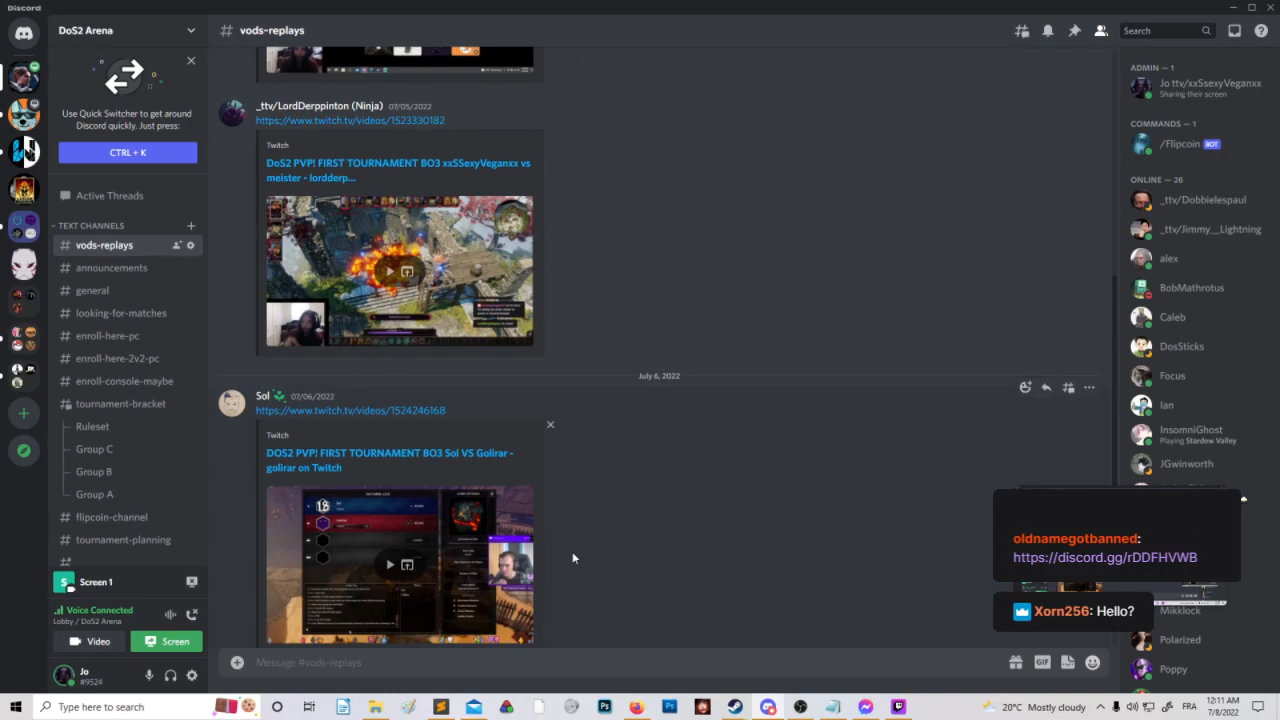 Discord
DoS2 Arena
vods-replays
Search
Use Quick Switcher to get around
Discord quickly. Just press:
CTRL + K
Active Threads
TEXT CHANNELS
vods-replays
announcements
general
looking-for-matches
enroll-here-pc
enroll-here-2v2-pc
enroll-console-maybe
tournament-bracket
Ruleset
Group C
Group B
Group A
flipcoin-channel
tournament-planning
Screen 1
Voice Connected
Lobby / DoS2 Arena
Video
Screen
#9524
_ttv/LordDerppinton (Ninja) 07/05/2022
https://www.twitch.tv/videos/1523330182
Twitch
DoS2 PVP! FIRST TOURNAMENT BO3 xxSSexyVeganxx vs
meister - lordderp...
July 6, 2022
Sol 07/06/2022
https://www.twitch.tv/videos/1524246168
Twitch
DOS2 PVP! FIRST TOURNAMENT BO3 Sol VS Golirar -
golirar on Twitch
Message #vods-replays
GIF
ADMIN — 1
Jo ttv/xxSsexyVeganxx
Sharing their screen
COMMANDS — 1
/Flipcoin BOT
ONLINE — 26
_ttv/Dobbielespaul
_ttv/Jimmy__Lightning
alex
BobMathrotus
Caleb
DosSticks
Focus
Ian
InsomniGhost
Playing Stardew Valley
JGwinworth
oldnamegotbanned:
https://discord.gg/rDDFHVWB
Xorn256: Hello?
Mikkick
Polarized
Poppy
Type here to search
20°C Mostly cloudy
FRA
12:11 AM
7/8/2022